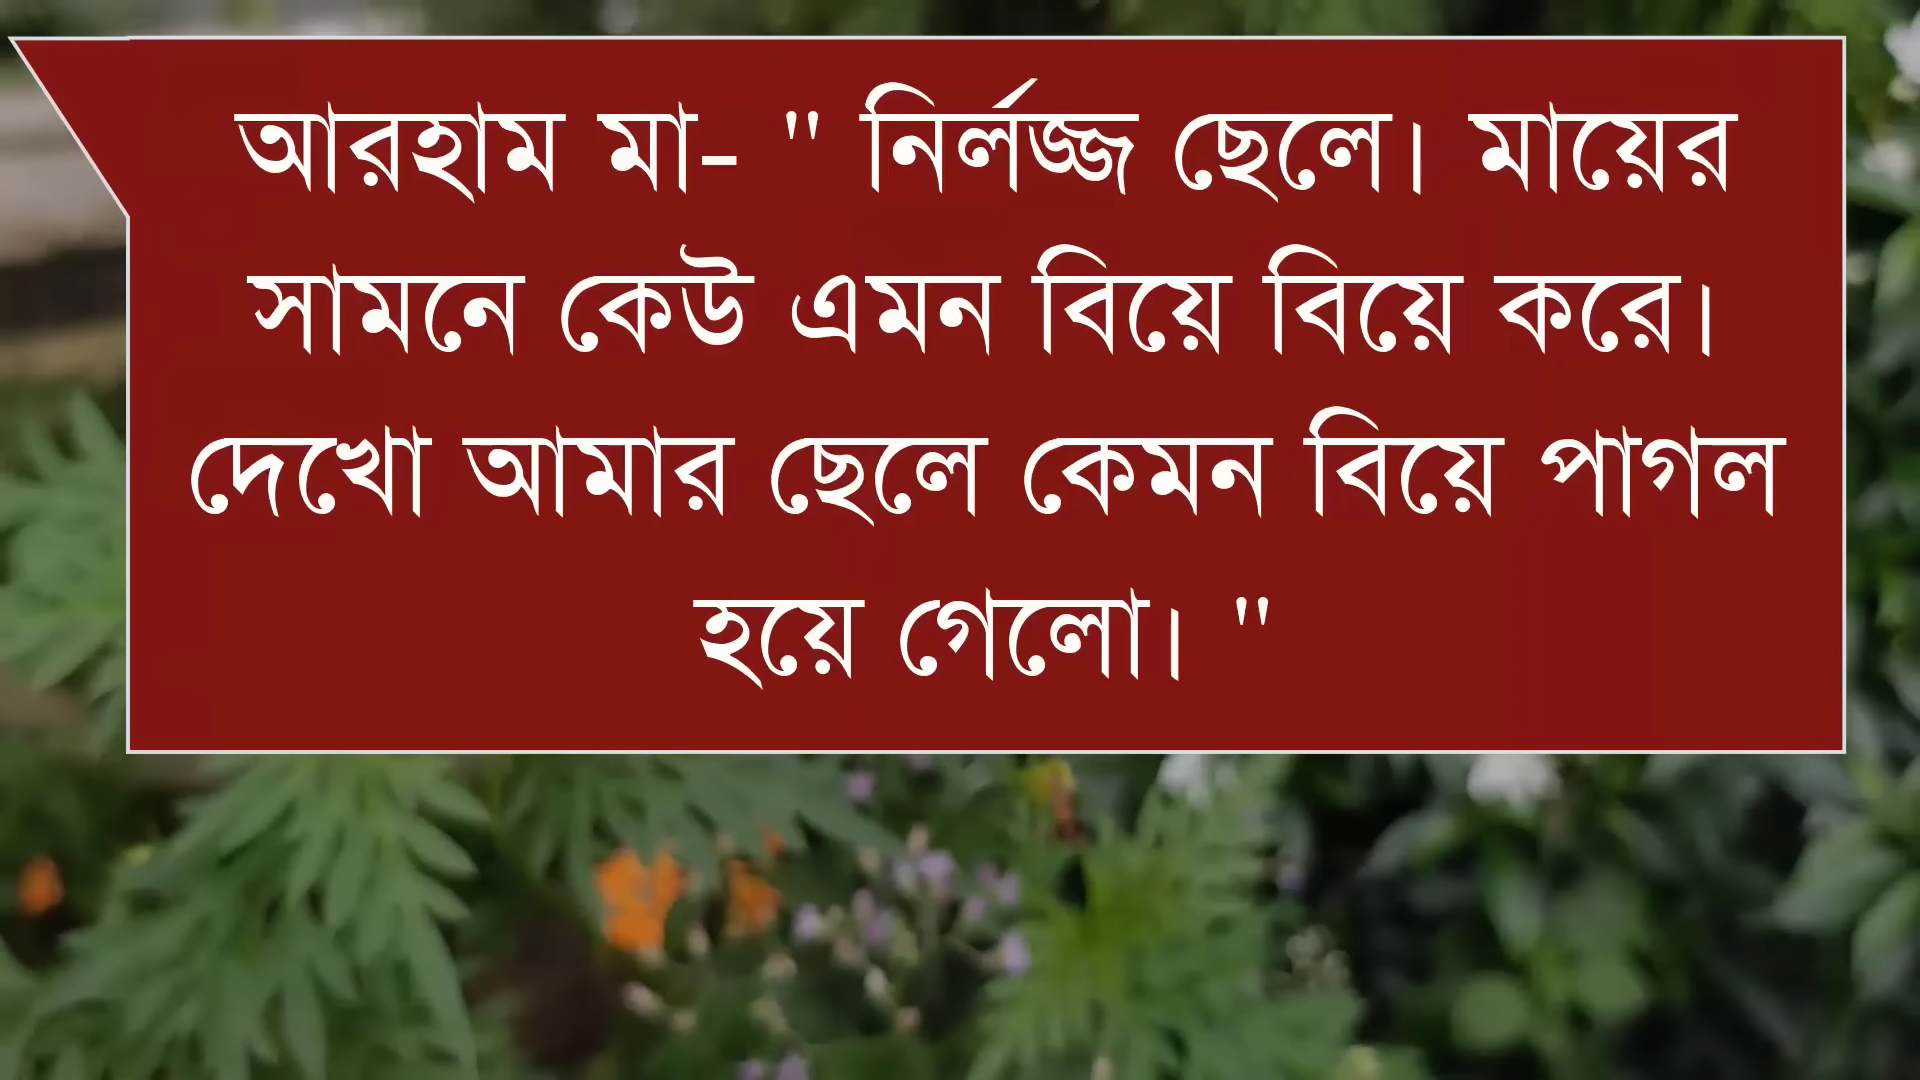 আরহাম মা- " নির্লজ্জ ছেলে। মায়ের
সামনে কেউ এমন বিয়ে বিয়ে করে।
দেখো আমার ছেলে কেমন বিয়ে পাগল
হয়ে গেলো। "